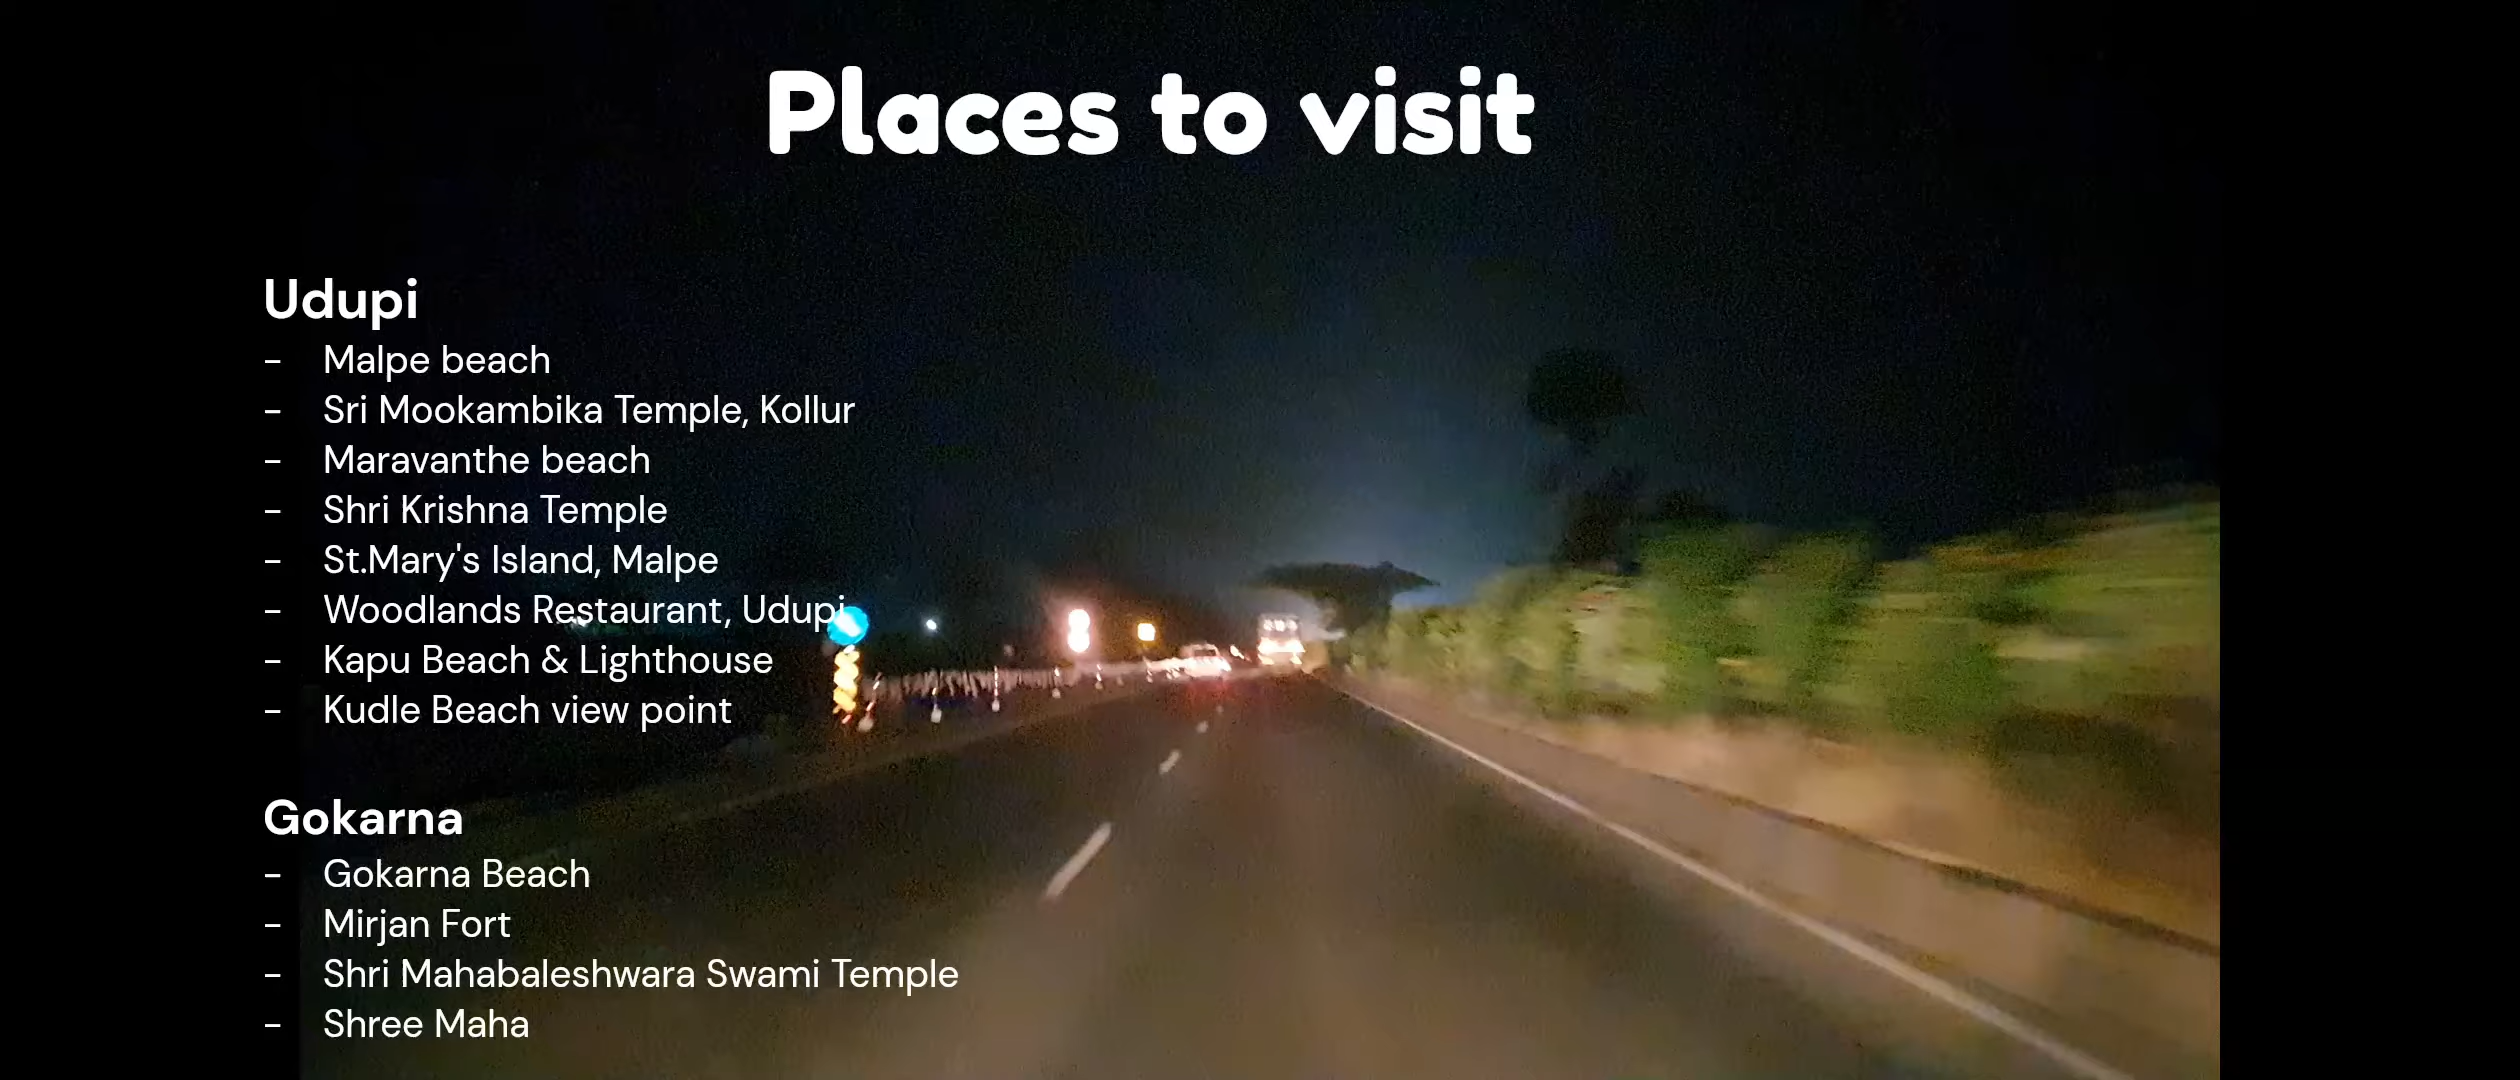 Places to visit
Udupi
- Malpe beach
- Sri Mookambika Temple, Kollur
- Maravanthe beach
- Shri Krishna Temple
- St.Mary's Island, Malpe
- Woodlands Restaurant, Udupi
- Kapu Beach & Lighthouse
- Kudle Beach view point
Gokarna
- Gokarna Beach
- Mirjan Fort
- Shri Mahabaleshwara Swami Temple
- Shree Maha